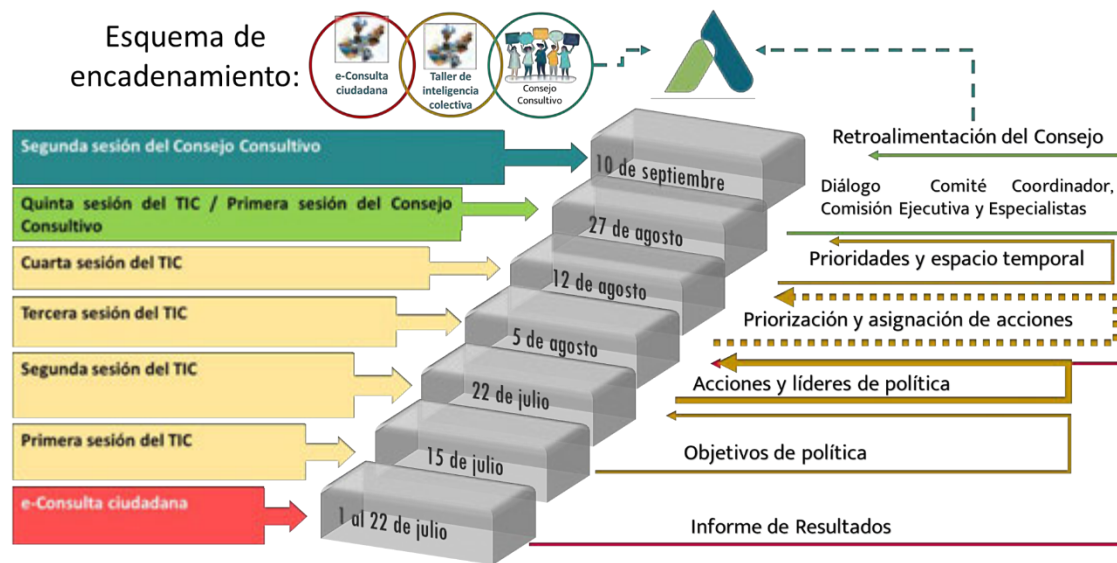 Esquema de
encadenamiento:
e-Consulta
ciudadana
Taller de
inteligencia
colectiva
Consejo
Consultivo
Segunda sesión del Consejo Consultivo
10 de septiembre
Retroalimentación del Consejo
Quinta sesión del TIC / Primera sesión del Consejo
Consultivo
27 de agosto
Diálogo Comité Coordinador,
Comisión Ejecutiva y Especialistas
Cuarta sesión del TIC
12 de agosto
Prioridades y espacio temporal
Tercera sesión del TIC
5 de agosto
Priorización y asignación de acciones
Segunda sesión del TIC
22 de julio
Acciones y líderes de política
Primera sesión del TIC
15 de julio
Objetivos de política
e-Consulta ciudadana
1 al 22 de julio
Informe de Resultados